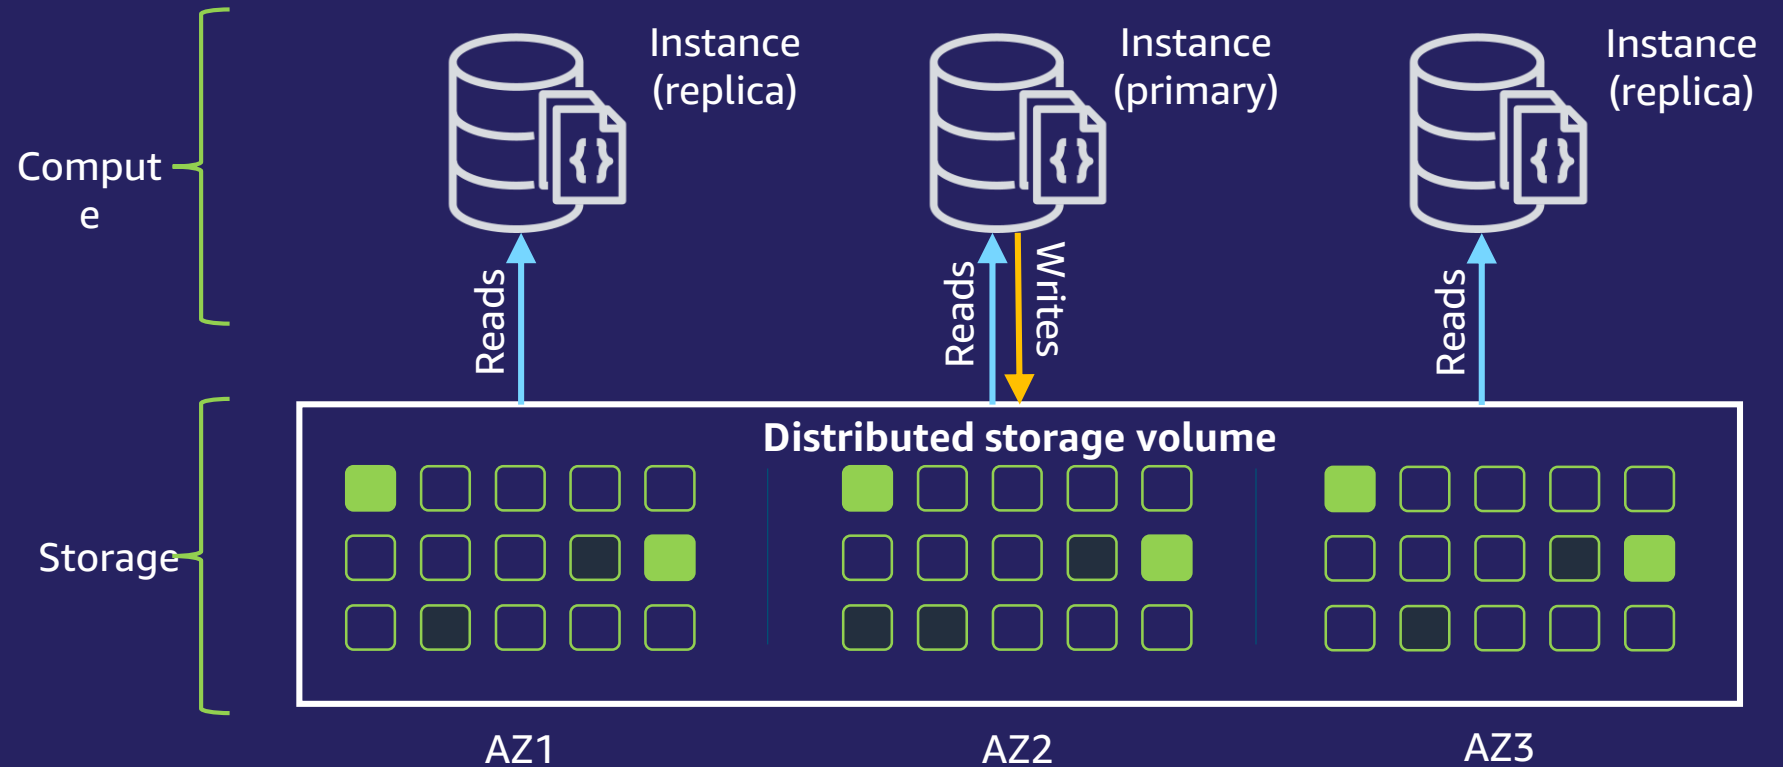 Instance
(replica)
Instance
(primary)
Instance
(replica)
Comput
e
{}
{}
{}
Reads
Reads
Writes
Reads
Storage
Distributed storage volume
AZ1
AZ2
AZ3